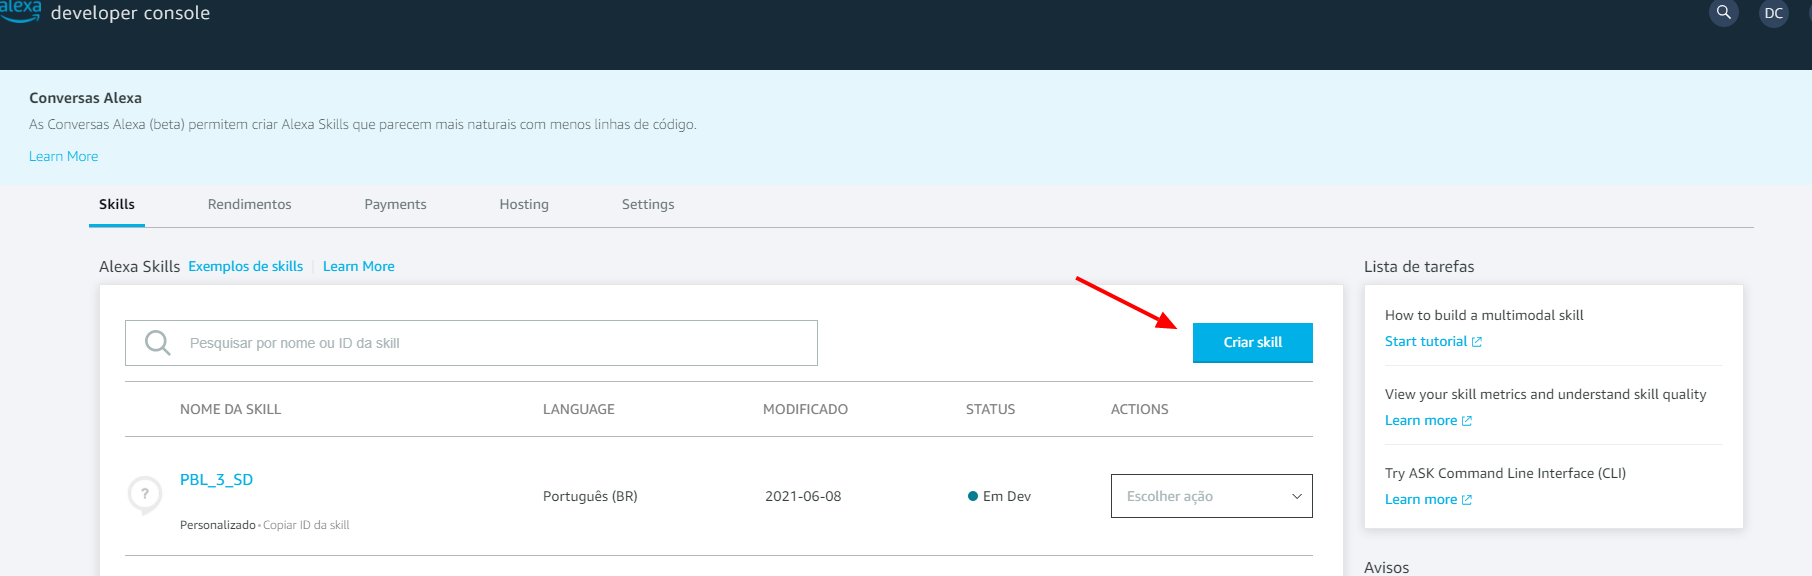 alexa
developer console
DC
Conversas Alexa
As Conversas Alexa (beta) permitem criar Alexa Skills que parecem mais naturais com menos linhas de código.
Learn More
Skills Rendimentos Payments Hosting Settings
Alexa Skills Exemplos de skills Learn More
Pesquisar por nome ou ID da skill
Criar skill
NOME DA SKILL LANGUAGE MODIFICADO STATUS ACTIONS
PBL_3_SD
Português (BR) 2021-06-08 Em Dev Escolher ação
Personalizado • Copiar ID da skill
Lista de tarefas
How to build a multimodal skill
Start tutorial
View your skill metrics and understand skill quality
Learn more
Try ASK Command Line Interface (CLI)
Learn more
Avisos